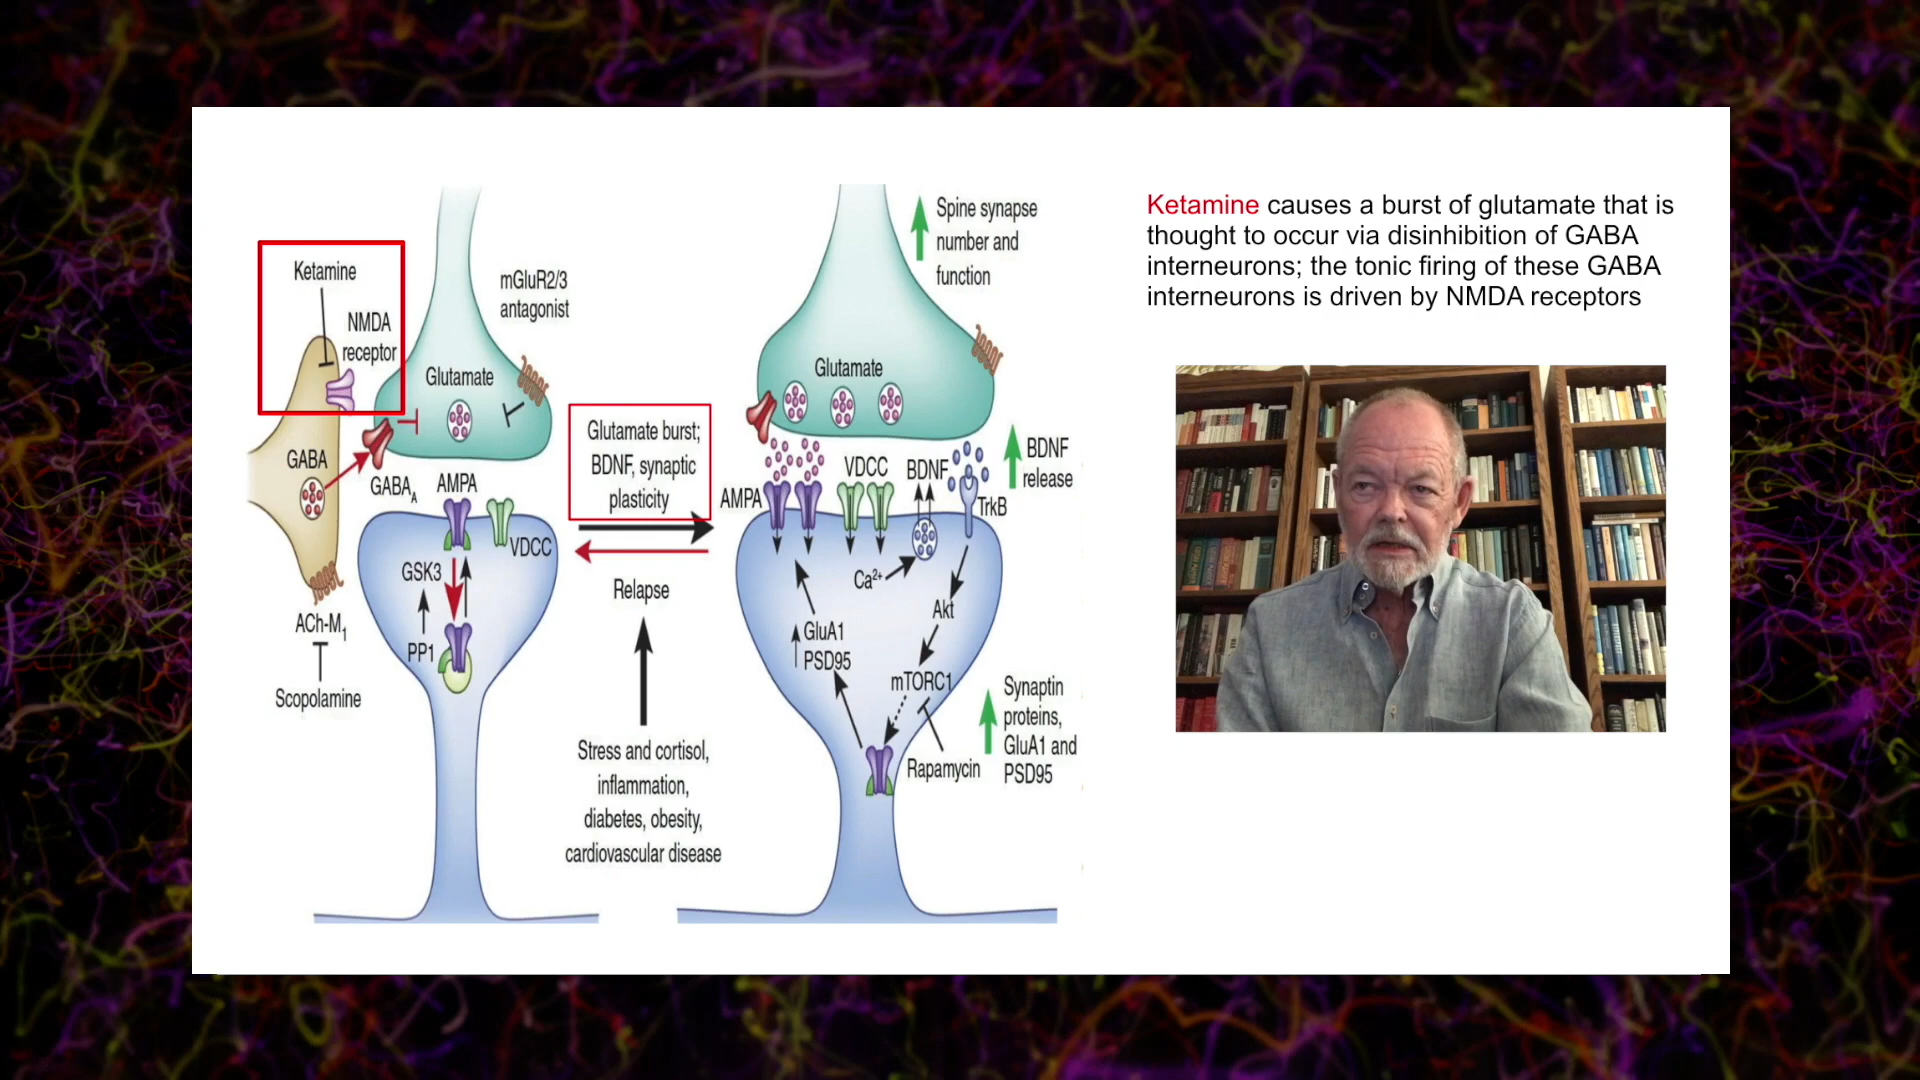 Ketamine causes a burst of glutamate that is
thought to occur via disinhibition of GABA
interneurons; the tonic firing of these GABA
interneurons is driven by NMDA receptors
Ketamine
NMDA
receptor
mGluR2/3
antagonist
Glutamate
GABA
GABAA
AMPA
VDCC
GSK3
PP1
ACh-M1
Scopolamine
Glutamate burst;
BDNF, synaptic
plasticity
Relapse
Stress and cortisol,
inflammation,
diabetes, obesity,
cardiovascular disease
Spine synapse
number and
function
Glutamate
AMPA
VDCC
BDNF
TrkB
BDNF
release
Ca2+
Akt
GluA1
PSD95
mTORC1
Rapamycin
Synaptin
proteins,
GluA1 and
PSD95